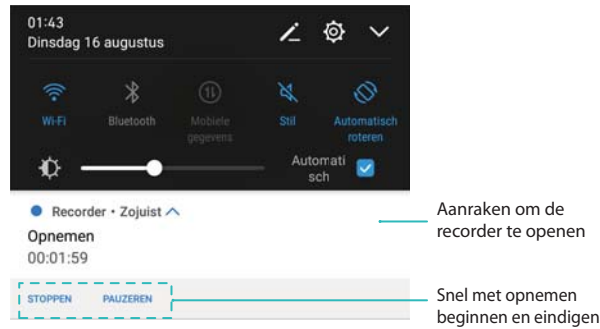 01:43
Dinsdag 16 augustus
Wi-Fi
Bluetooth
Mobiele
gegevens
Stil
Automatisch
roteren
Automati
sch
Recorder • Zojuist
Opnemen
00:01:59
Aanraken om de
recorder te openen
STOPPEN PAUZEREN
Snel met opnemen
beginnen en eindigen